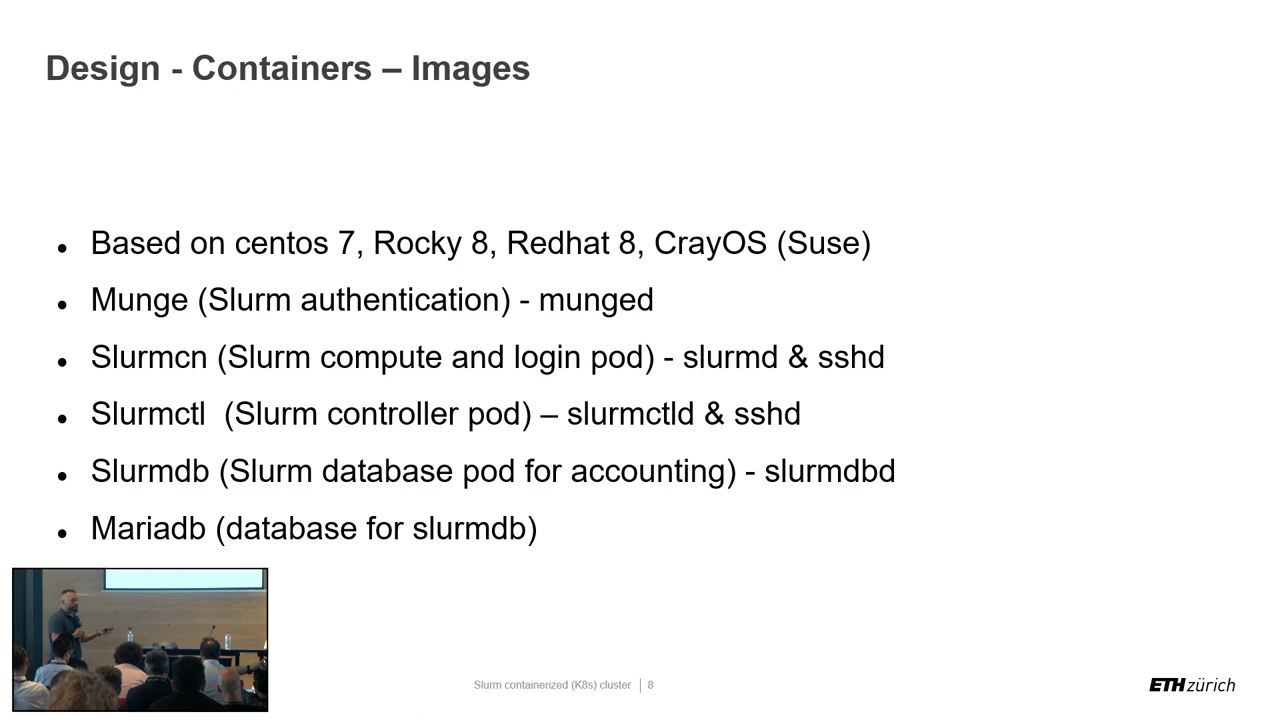 Design - Containers – Images
Based on centos 7, Rocky 8, Redhat 8, CrayOS (Suse)
Munge (Slurm authentication) - munged
Slurmcn (Slurm compute and login pod) - slurmd & sshd
Slurmctl  (Slurm controller pod) – slurmctld & sshd
Slurmdb (Slurm database pod for accounting) - slurmdbd
Mariadb (database for slurmdb)
Slurm containerized (K8s) cluster | 8
ETH zürich